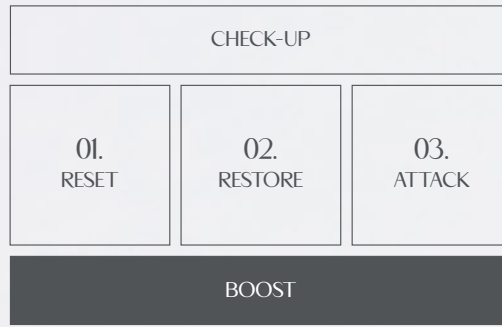 CHECK-UP
01.
RESET
02.
RESTORE
03.
ATTACK
BOOST